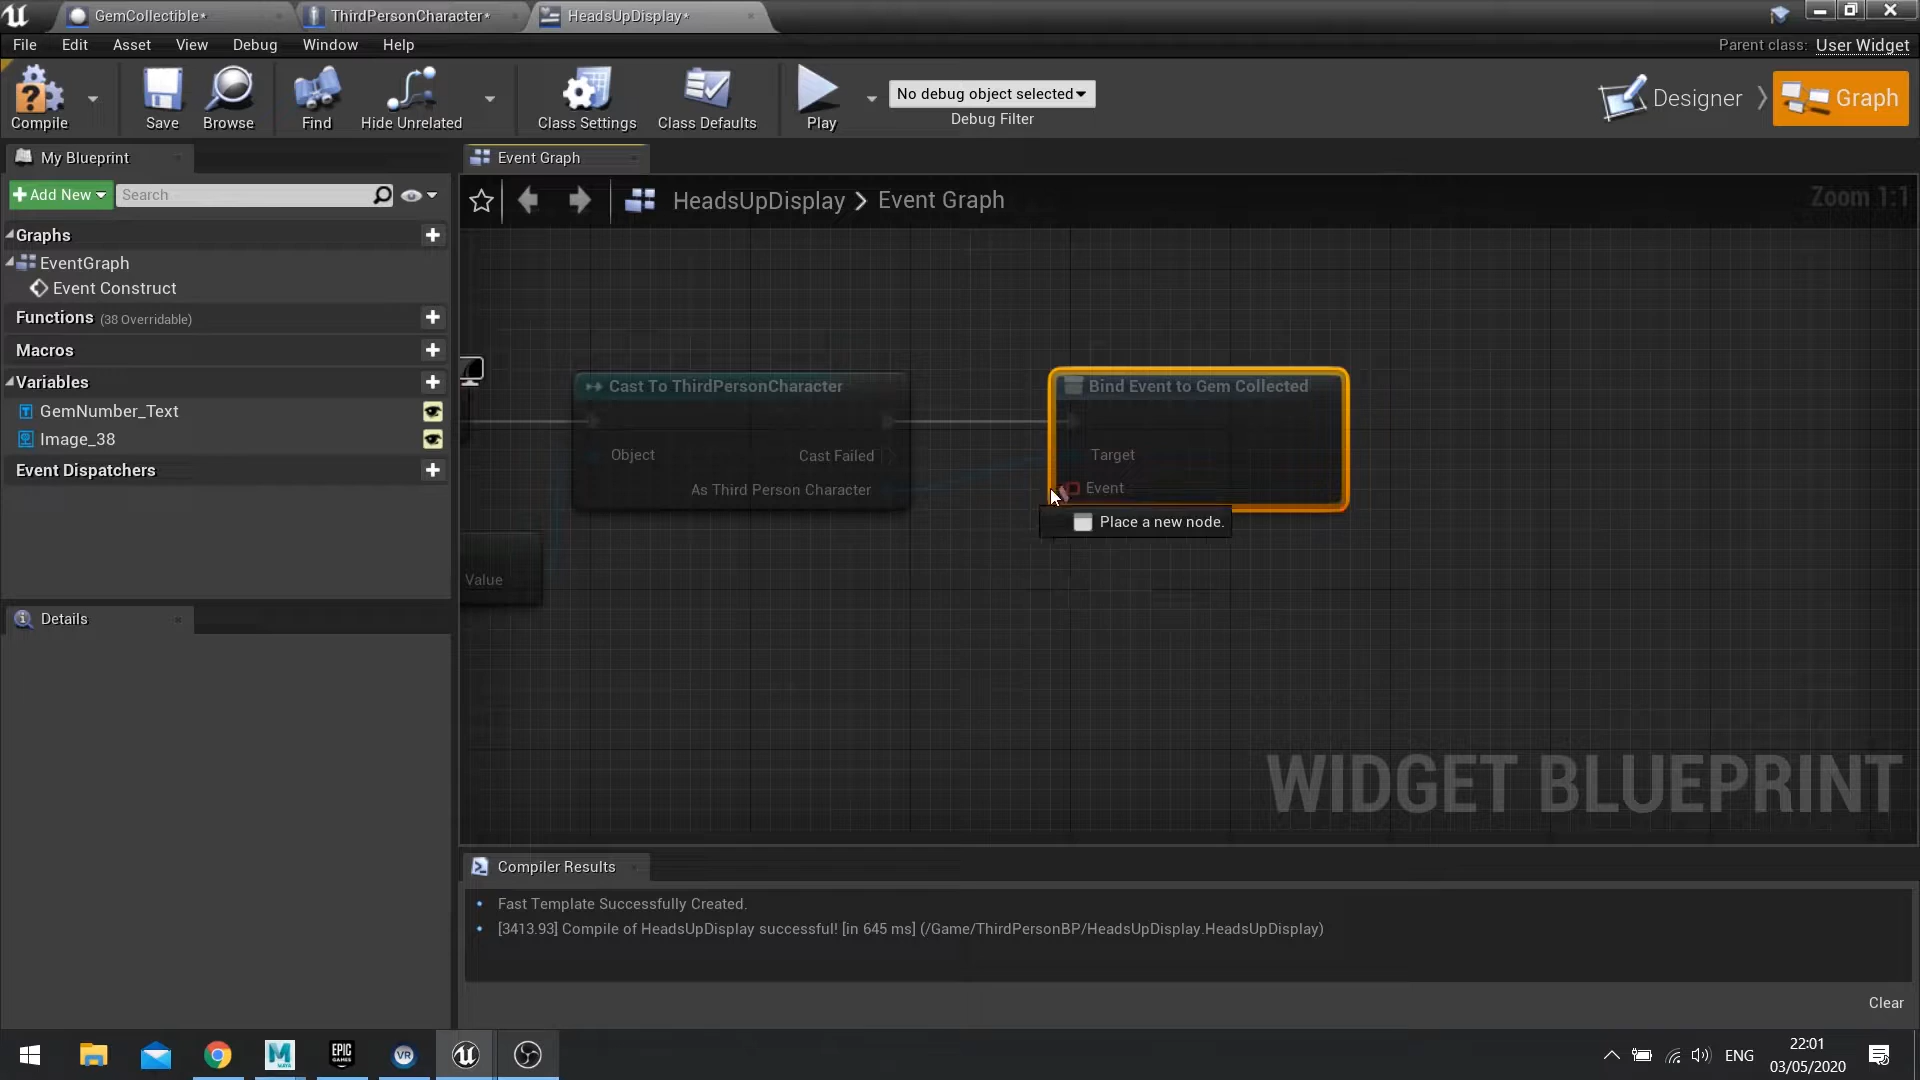 GemCollectible*
ThirdPersonCharacter*
HeadsUpDisplay*
File
Edit
Asset
View
Debug
Window
Help
Parent class: User Widget
Compile
Save
Browse
Find
Hide Unrelated
Class Settings
Class Defaults
Play
No debug object selected
Debug Filter
Designer
Graph
My Blueprint
Event Graph
Add New
Search
HeadsUpDisplay > Event Graph
Zoom 1:1
Graphs
EventGraph
Event Construct
Functions (38 Overridable)
Macros
Variables
GemNumber_Text
Image_38
Event Dispatchers
Details
Cast To ThirdPersonCharacter
Object
Cast Failed
As Third Person Character
Value
Bind Event to Gem Collected
Target
Event
Place a new node.
WIDGET BLUEPRINT
Compiler Results
Fast Template Successfully Created.
[3413.93] Compile of HeadsUpDisplay successful! [in 645 ms] (/Game/ThirdPersonBP/HeadsUpDisplay.HeadsUpDisplay)
Clear
EPIC
GAMES
VR
ENG
22:01
03/05/2020